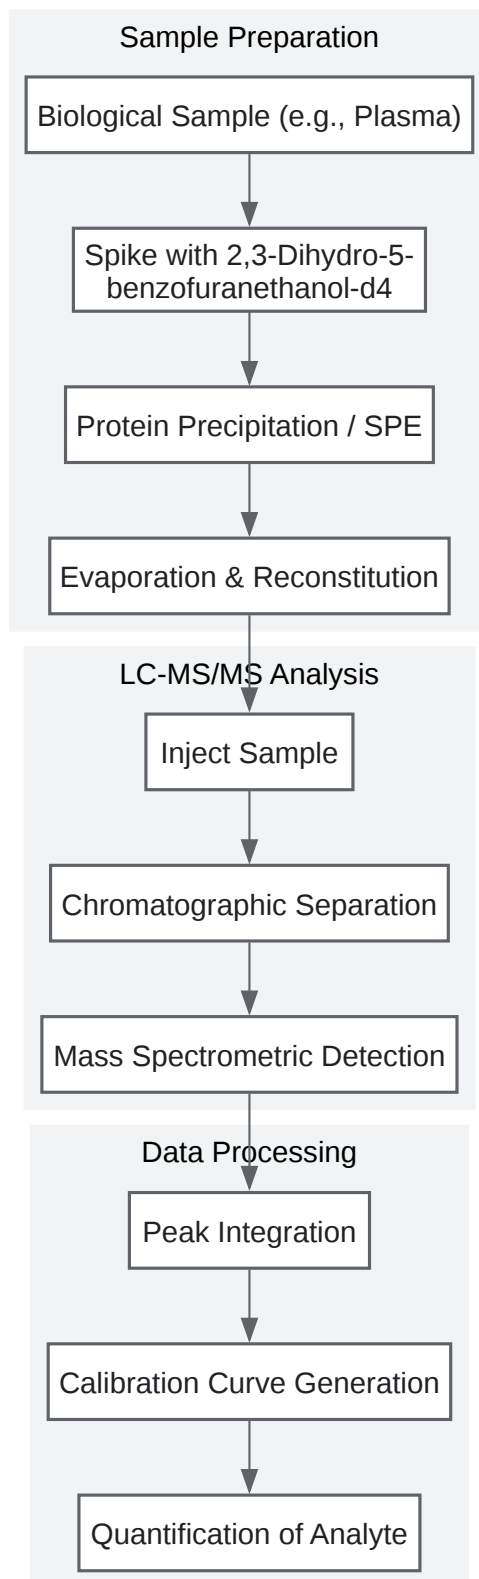 Sample Preparation
Biological Sample (e.g., Plasma)
Spike with 2,3-Dihydro-5-
benzofuranethanol-d4
Protein Precipitation / SPE
Evaporation & Reconstitution
LC-MS/MS Analysis
Inject Sample
Chromatographic Separation
Mass Spectrometric Detection
Data Processing
Peak Integration
Calibration Curve Generation
Quantification of Analyte